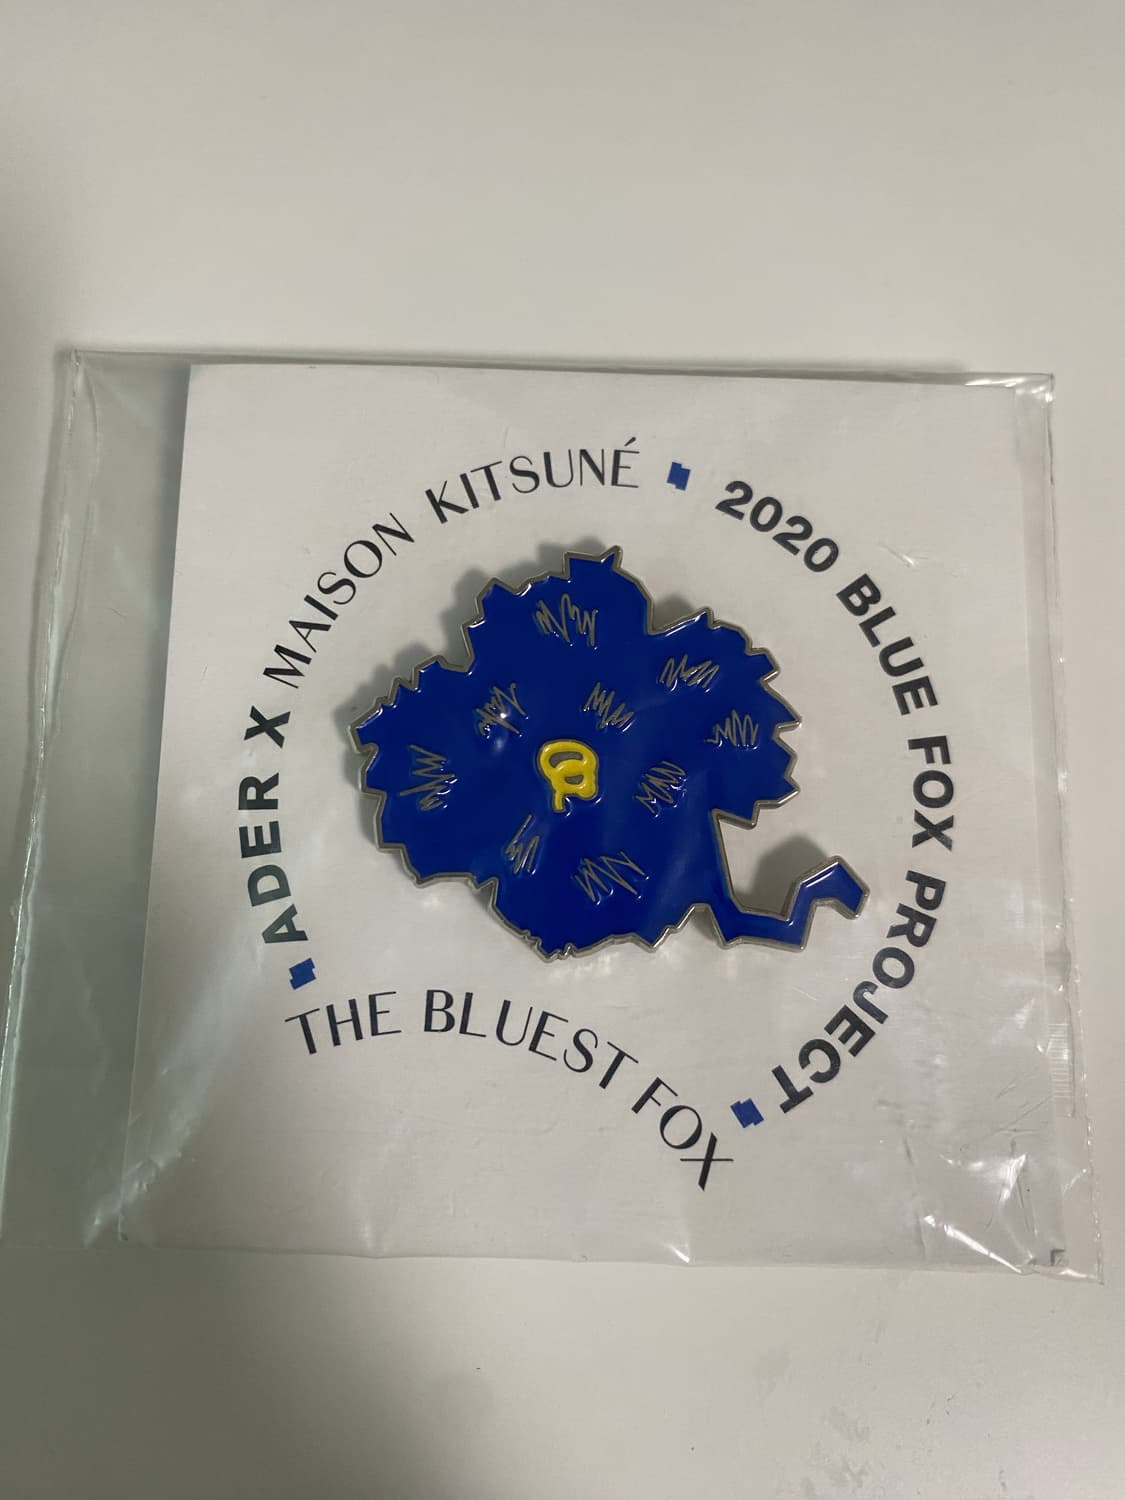 ADER X MAISON KITSUNÉ
2020 BLUE FOX PROJECT
THE BLUEST FOX